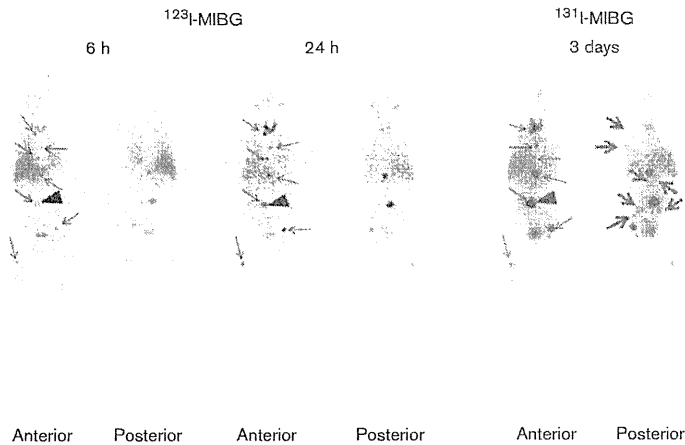 ¹²³I-MIBG
¹³¹I-MIBG
6 h
24 h
3 days
Anterior
Posterior
Anterior
Posterior
Anterior
Posterior